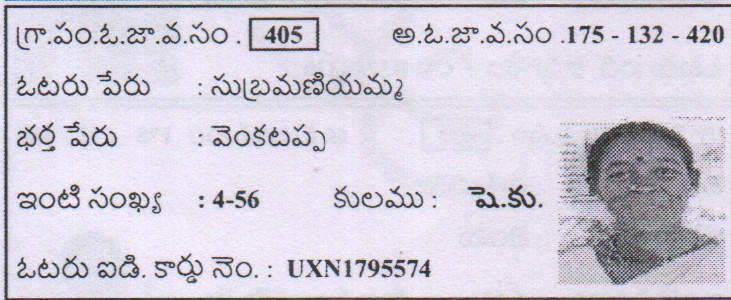 గ్రా.పం.ఓ.జా.వ.సం . 405 అ.ఓ.జా.వ.సం .175 - 132 - 420
ఓటరు పేరు : సుబ్రమణియమ్మ
భర్త పేరు : వెంకటప్ప
ఇంటి సంఖ్య : 4-56 కులము : షె.కు.
ఓటరు ఐడి. కార్డు నెం. : UXN1795574